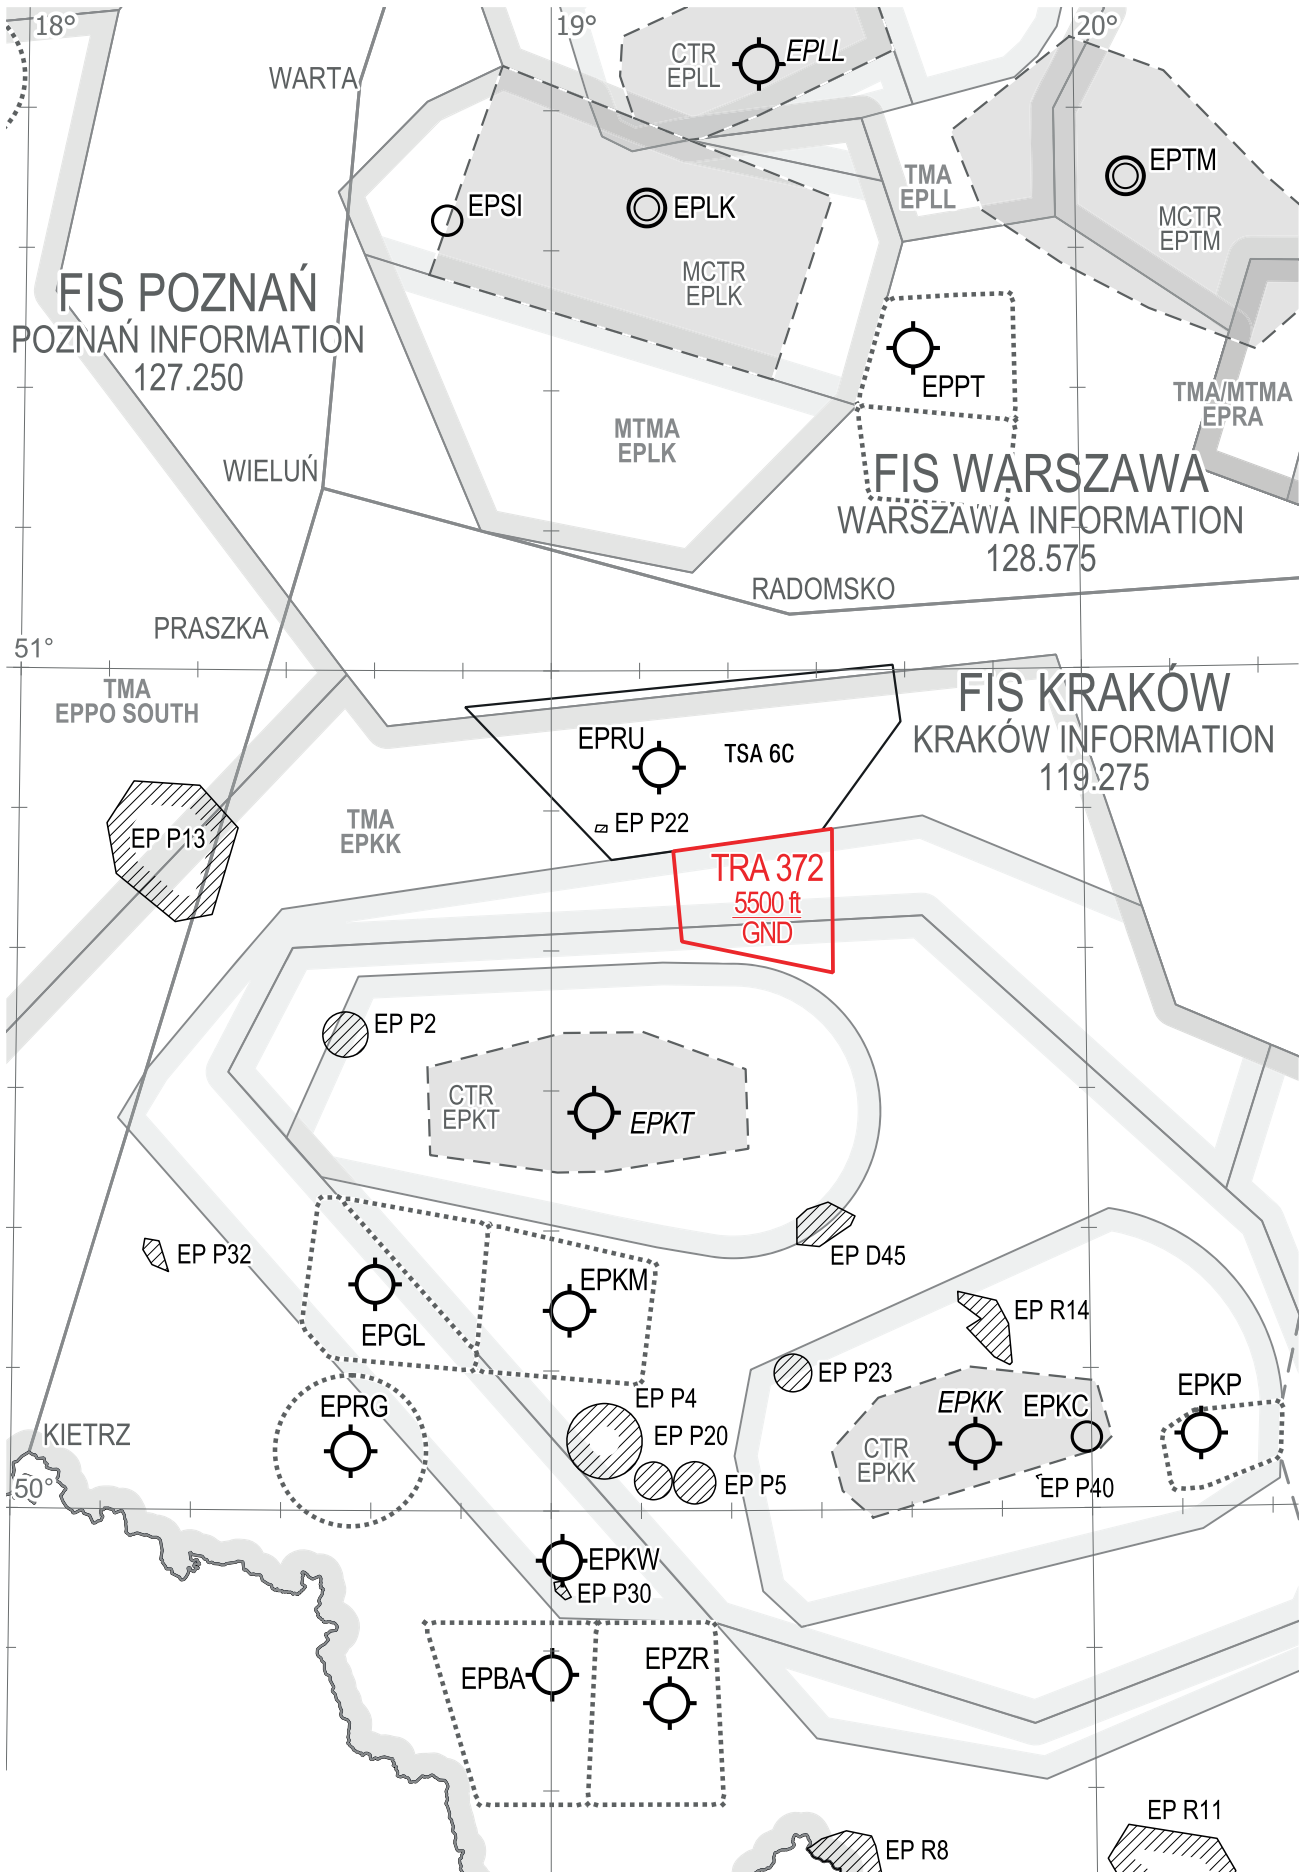 18°
19°
20°
WARTA
CTR
EPLL
EPLL
EPTM
TMA
EPLL
EPSI
EPLK
MCTR
EPTM
MCTR
EPLK
FIS POZNAŃ
POZNAŃ INFORMATION
127.250
EPPT
TMA/MTMA
EPRA
MTMA
EPLK
WIELUŃ
FIS WARSZAWA
WARSZAWA INFORMATION
128.575
RADOMSKO
PRASZKA
51°
TMA
EPPO SOUTH
FIS KRAKÓW
KRAKÓW INFORMATION
119.275
EPRU
TSA 6C
EP P22
EP P13
TMA
EPKK
TRA 372
5500 ft
GND
EP P2
CTR
EPKT
EPKT
EP P32
EP D45
EPKM
EPGL
EP R14
EP P23
EPRG
EP P4
EP P20
EP P5
EPKK
EPKC
EPKP
CTR
EPKK
EP P40
KIETRZ
50°
EPKW
EP P30
EPBA
EPZR
EP R11
EP R8